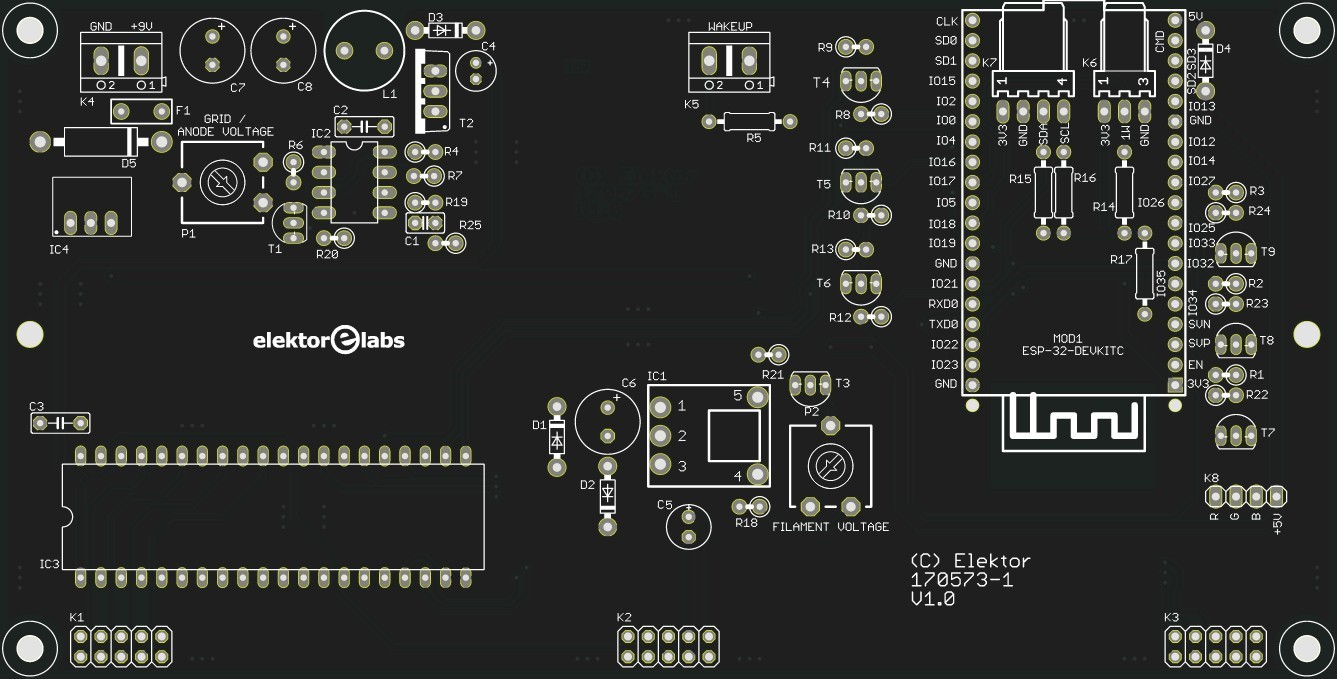 GND +9V
O2 O1
K4
C7
C8
L1
D3
C4
T2
F1
GRID /
ANODE VOLTAGE
C2
IC2
D5
R6
R4
R7
R19
C1
R25
P1
T1
R20
IC4
WAKEUP
O2 O1
K5
R5
R9
T4
R8
R11
T5
R10
R13
T6
R12
CLK
SD0
SD1
IO15
IO2
IO0
IO4
IO16
IO17
IO5
IO18
IO19
GND
IO21
RXD0
TXD0
IO22
IO23
GND
K7
1 4
3V3
GND
SDA
SCL
K6
1 3
3V3
1W
GND
R15
R16
R14
R17
5V
CMD
SD3
SD2
D4
IO13
GND
IO12
IO14
IO27
IO26
IO25
IO33
IO32
IO35
IO34
SVN
SVP
EN
3V3
MOD1
ESP-32-DEVKITC
R3
R24
T9
R2
R23
T8
R1
R22
T7
K8
R
G
B
+5V
elektor e labs
C3
IC3
D1
C6
D2
IC1
1
2
3
5
4
R21
T3
P2
C5
R18
FILAMENT VOLTAGE
(C) Elektor
170573-1
V1.0
K1
K2
K3